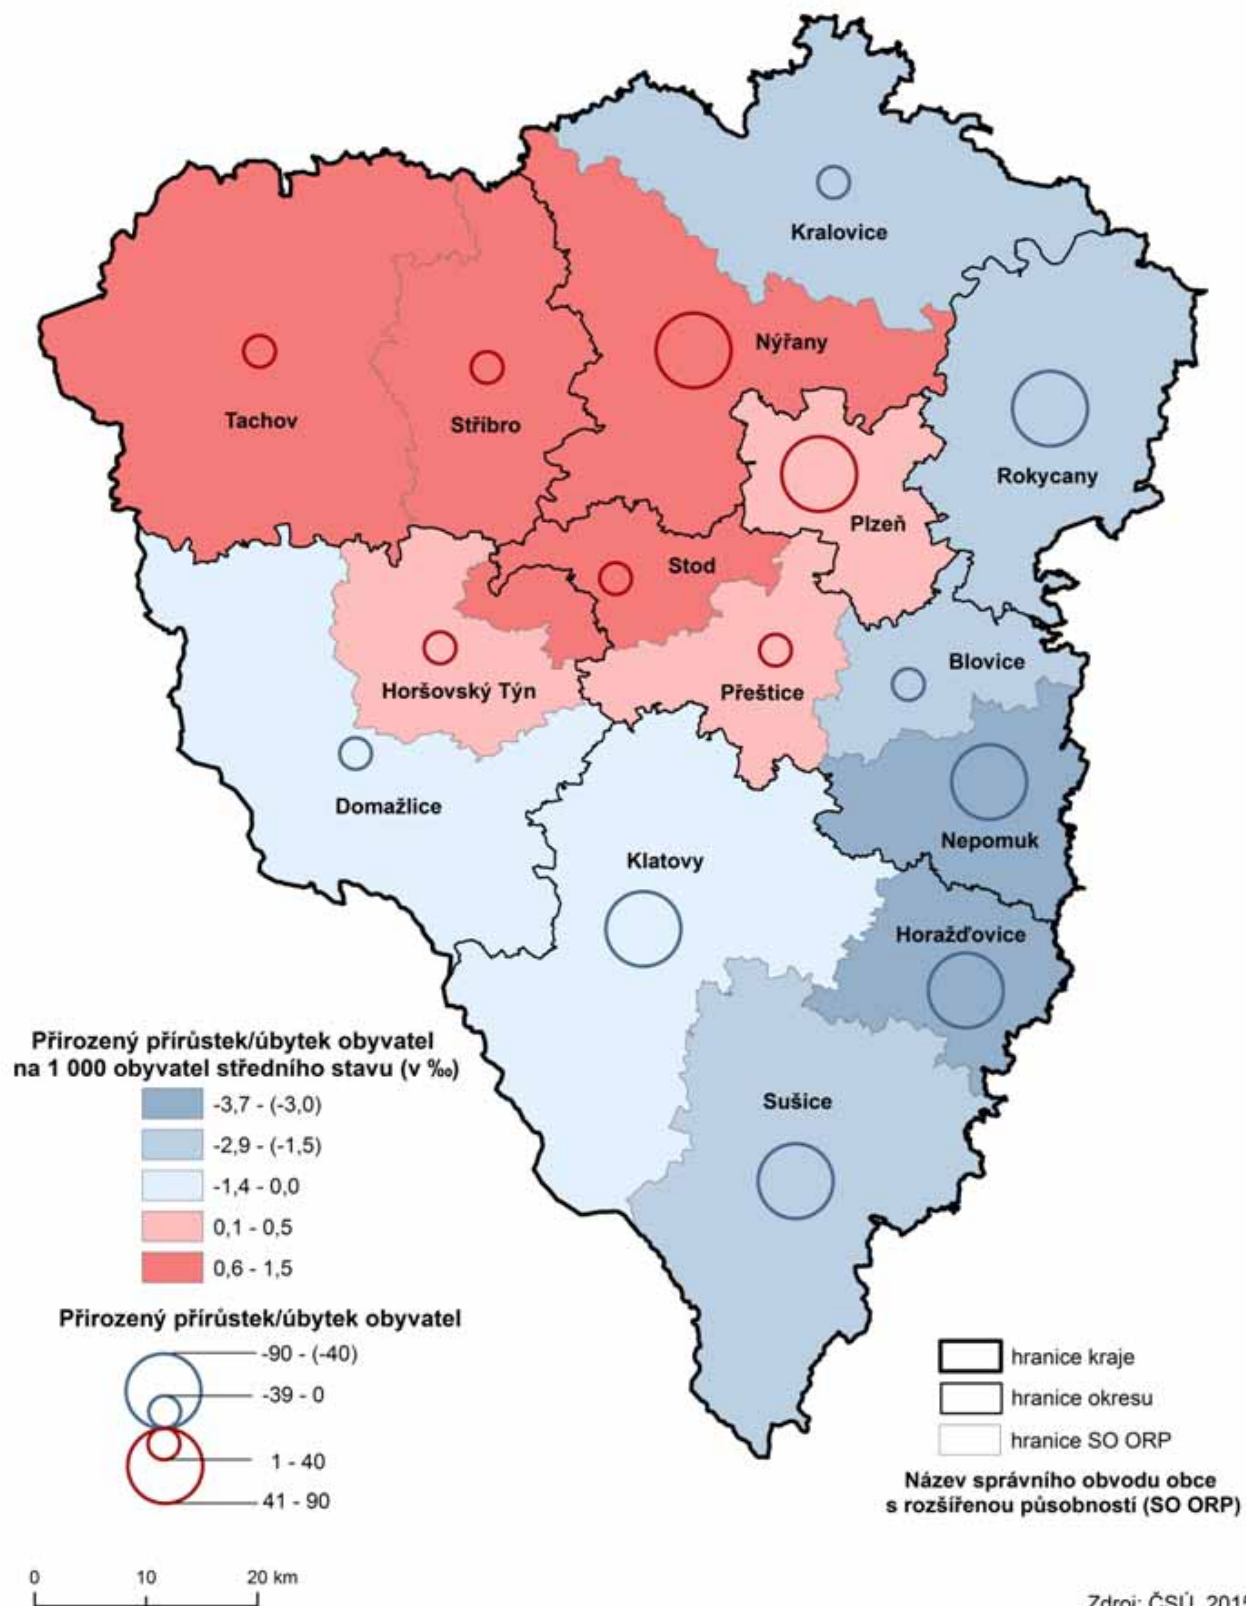 Kralovice
Nýřany
Tachov
Stříbro
Rokycany
Plzeň
Stod
Blovice
Horšovský Týn
Přeštice
Domažlice
Nepomuk
Klatovy
Horažďovice
Sušice
Přirozený přírůstek/úbytek obyvatel
na 1 000 obyvatel středního stavu (v ‰)
-3,7 - (-3,0)
-2,9 - (-1,5)
-1,4 - 0,0
0,1 - 0,5
0,6 - 1,5
Přirozený přírůstek/úbytek obyvatel
-90 - (-40)
-39 - 0
1 - 40
41 - 90
hranice kraje
hranice okresu
hranice SO ORP
Název správního obvodu obce
s rozšířenou působností (SO ORP)
0 10 20 km
Zdroj: ČSÚ, 2015